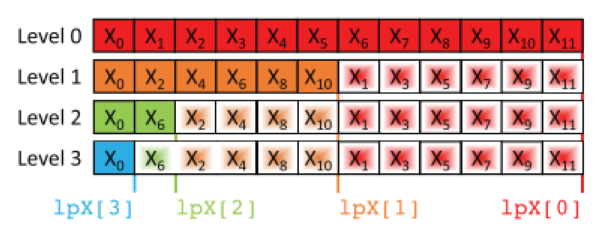 Level 0 X0 X1 X2 X3 X4 X5 X6 X7 X8 X9 X10 X11
Level 1 X0 X2 X4 X6 X8 X10 X1 X3 X5 X7 X9 X11
Level 2 X0 X6 X2 X4 X8 X10 X1 X3 X5 X7 X9 X11
Level 3 X0 X6 X2 X4 X8 X10 X1 X3 X5 X7 X9 X11
lpX[3] lpX[2] lpX[1] lpX[0]